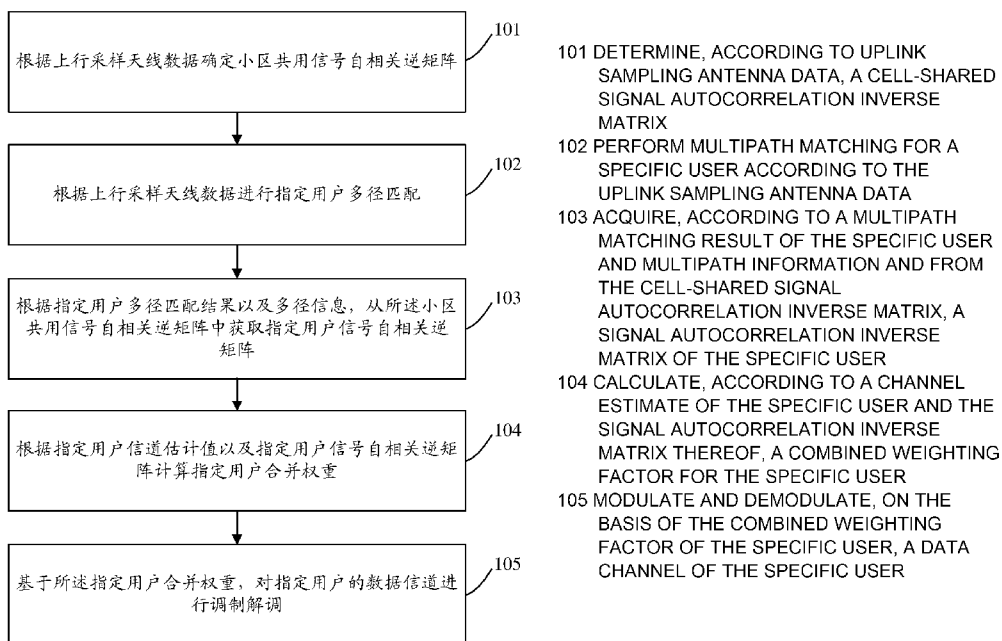 根据上行采样天线数据确定小区共用信号自相关逆矩阵
101
根据上行采样天线数据进行指定用户多径匹配
102
根据指定用户多径匹配结果以及多径信息，从所述小区
共用信号自相关逆矩阵中获取指定用户信号自相关逆
矩阵
103
根据指定用户信道估计值以及指定用户信号自相关逆矩
阵计算指定用户合并权重
104
基于所述指定用户合并权重，对指定用户的数据信道进
行调制解调
105
101 DETERMINE, ACCORDING TO UPLINK
SAMPLING ANTENNA DATA, A CELL-SHARED
SIGNAL AUTOCORRELATION INVERSE
MATRIX
102 PERFORM MULTIPATH MATCHING FOR A
SPECIFIC USER ACCORDING TO THE
UPLINK SAMPLING ANTENNA DATA
103 ACQUIRE, ACCORDING TO A MULTIPATH
MATCHING RESULT OF THE SPECIFIC USER
AND MULTIPATH INFORMATION AND FROM
THE CELL-SHARED SIGNAL
AUTOCORRELATION INVERSE MATRIX, A
SIGNAL AUTOCORRELATION INVERSE
MATRIX OF THE SPECIFIC USER
104 CALCULATE, ACCORDING TO A CHANNEL
ESTIMATE OF THE SPECIFIC USER AND THE
SIGNAL AUTOCORRELATION INVERSE
MATRIX THEREOF, A COMBINED WEIGHTING
FACTOR FOR THE SPECIFIC USER
105 MODULATE AND DEMODULATE, ON THE
BASIS OF THE COMBINED WEIGHTING
FACTOR OF THE SPECIFIC USER, A DATA
CHANNEL OF THE SPECIFIC USER